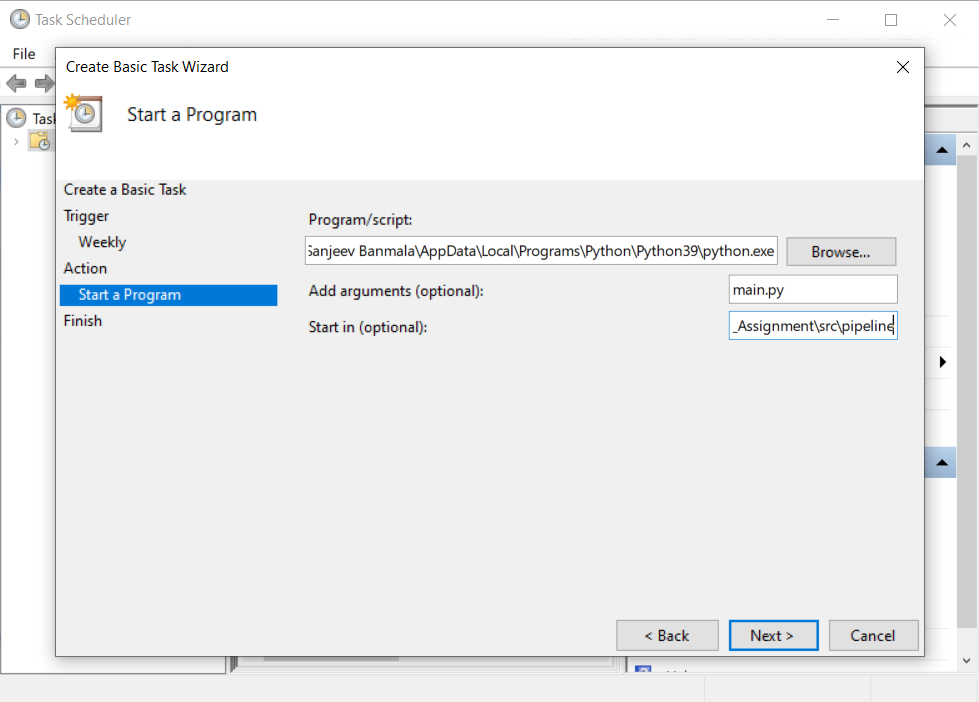 Task Scheduler
File
Create Basic Task Wizard
Start a Program
Create a Basic Task
Trigger
Weekly
Action
Start a Program
Finish
Program/script:
Sanjeev Banmala\AppData\Local\Programs\Python\Python39\python.exe
Browse...
Add arguments (optional):
main.py
Start in (optional):
_Assignment\src\pipeline
< Back
Next >
Cancel